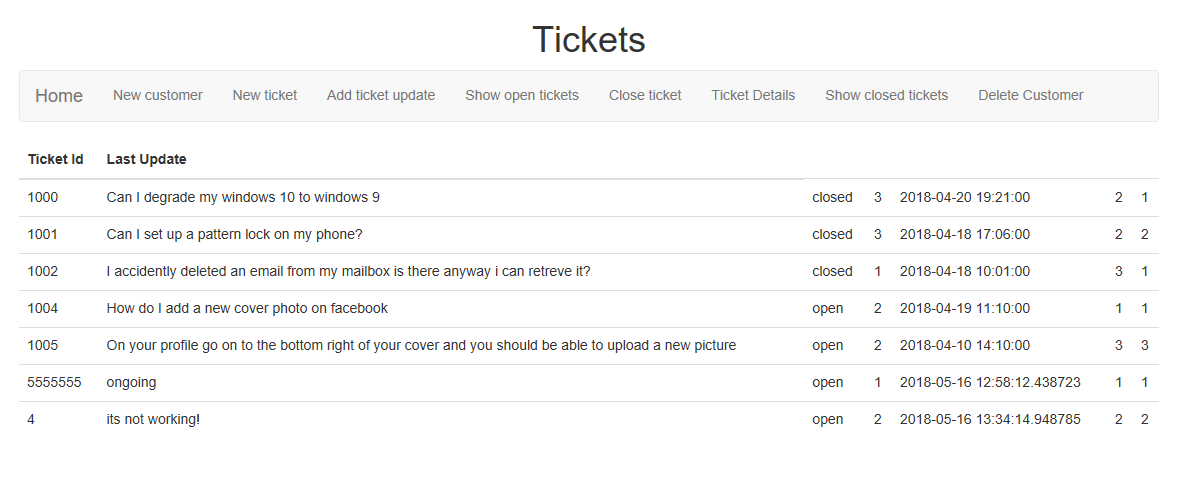 Tickets
Home New customer New ticket Add ticket update Show open tickets Close ticket Ticket Details Show closed tickets Delete Customer
Ticket Id Last Update
1000 Can I degrade my windows 10 to windows 9 closed 3 2018-04-20 19:21:00 2 1
1001 Can I set up a pattern lock on my phone? closed 3 2018-04-18 17:06:00 2 2
1002 I accidently deleted an email from my mailbox is there anyway i can retreve it? closed 1 2018-04-18 10:01:00 3 1
1004 How do I add a new cover photo on facebook open 2 2018-04-19 11:10:00 1 1
1005 On your profile go on to the bottom right of your cover and you should be able to upload a new picture open 2 2018-04-10 14:10:00 3 3
5555555 ongoing open 1 2018-05-16 12:58:12.438723 1 1
4 its not working! open 2 2018-05-16 13:34:14.948785 2 2